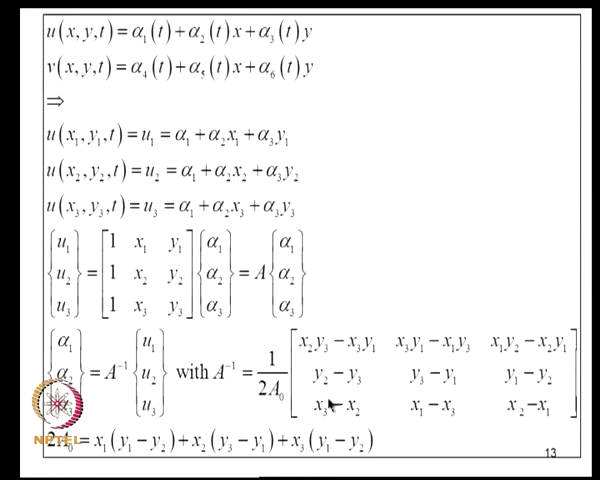 u(x,y,t)=α₁(t)+α₂(t)x+α₃(t)y
v(x,y,t)=α₄(t)+α₅(t)x+α₆(t)y
⇒
u(x₁,y₁,t)=u₁=α₁+α₂x₁+α₃y₁
u(x₂,y₂,t)=u₂=α₁+α₂x₂+α₃y₂
u(x₃,y₃,t)=u₃=α₁+α₂x₃+α₃y₃
{u₁ u₂ u₃}=[1 x₁ y₁; 1 x₂ y₂; 1 x₃ y₃]{α₁ α₂ α₃}=A{α₁ α₂ α₃}
{α₁ α₂ α₃}=A⁻¹{u₁ u₂ u₃} with A⁻¹=1/2A₀[x₂y₃−x₃y₁ x₃y₁−x₁y₃ x₁y₂−x₂y₁; y₂−y₃ y₃−y₁ y₁−y₂; x₃−x₂ x₁−x₃ x₂−x₁]
2A₀=x₁(y₁−y₂)+x₂(y₃−y₁)+x₃(y₁−y₂)
NPTEL
13